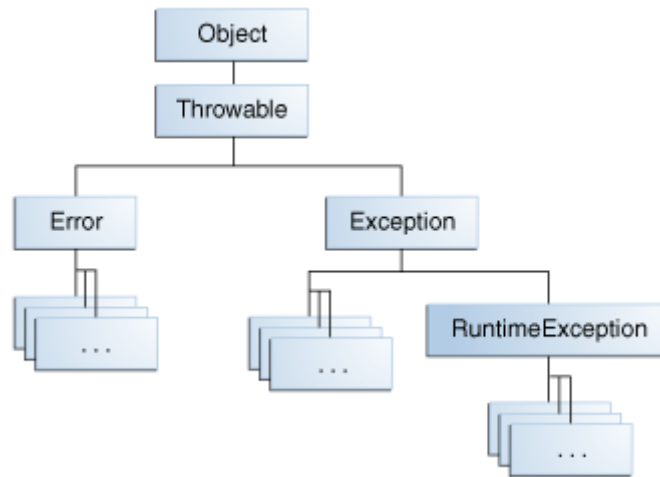 Object
Throwable
Error
Exception
...
...
RuntimeException
...